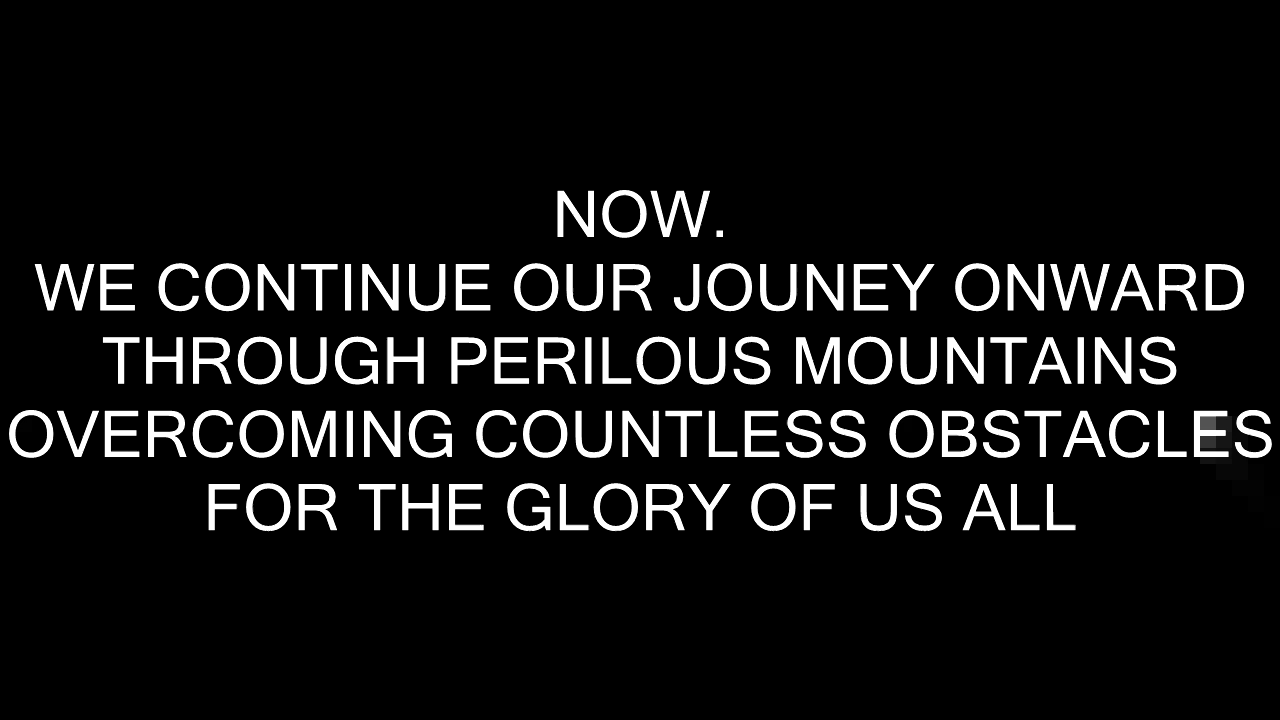 NOW.
WE CONTINUE OUR JOUNEY ONWARD
THROUGH PERILOUS MOUNTAINS
OVERCOMING COUNTLESS OBSTACLES
FOR THE GLORY OF US ALL